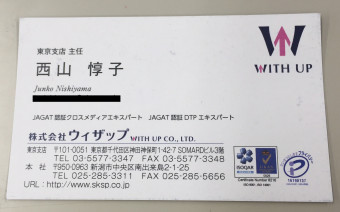 WITH UP
東京支店 主任
西山 惇子
Junko Nishiyama
JAGAT 認証クロスメディアエキスパート JAGAT 認証 DTP エキスパート
株式会社ウィザップ WITH UP CO., LTD.
東京支店 〒101-0051 東京都千代田区神田神保町1-42-7 SOMARDビル3階
TEL 03-5577-3347 FAX 03-5577-3348
本社 〒950-0963 新潟市中央区南出来島2-1-25
TEL 025-285-3311 FAX 025-285-5656
URL : http://www.sksp.co.jp
ISOQAR